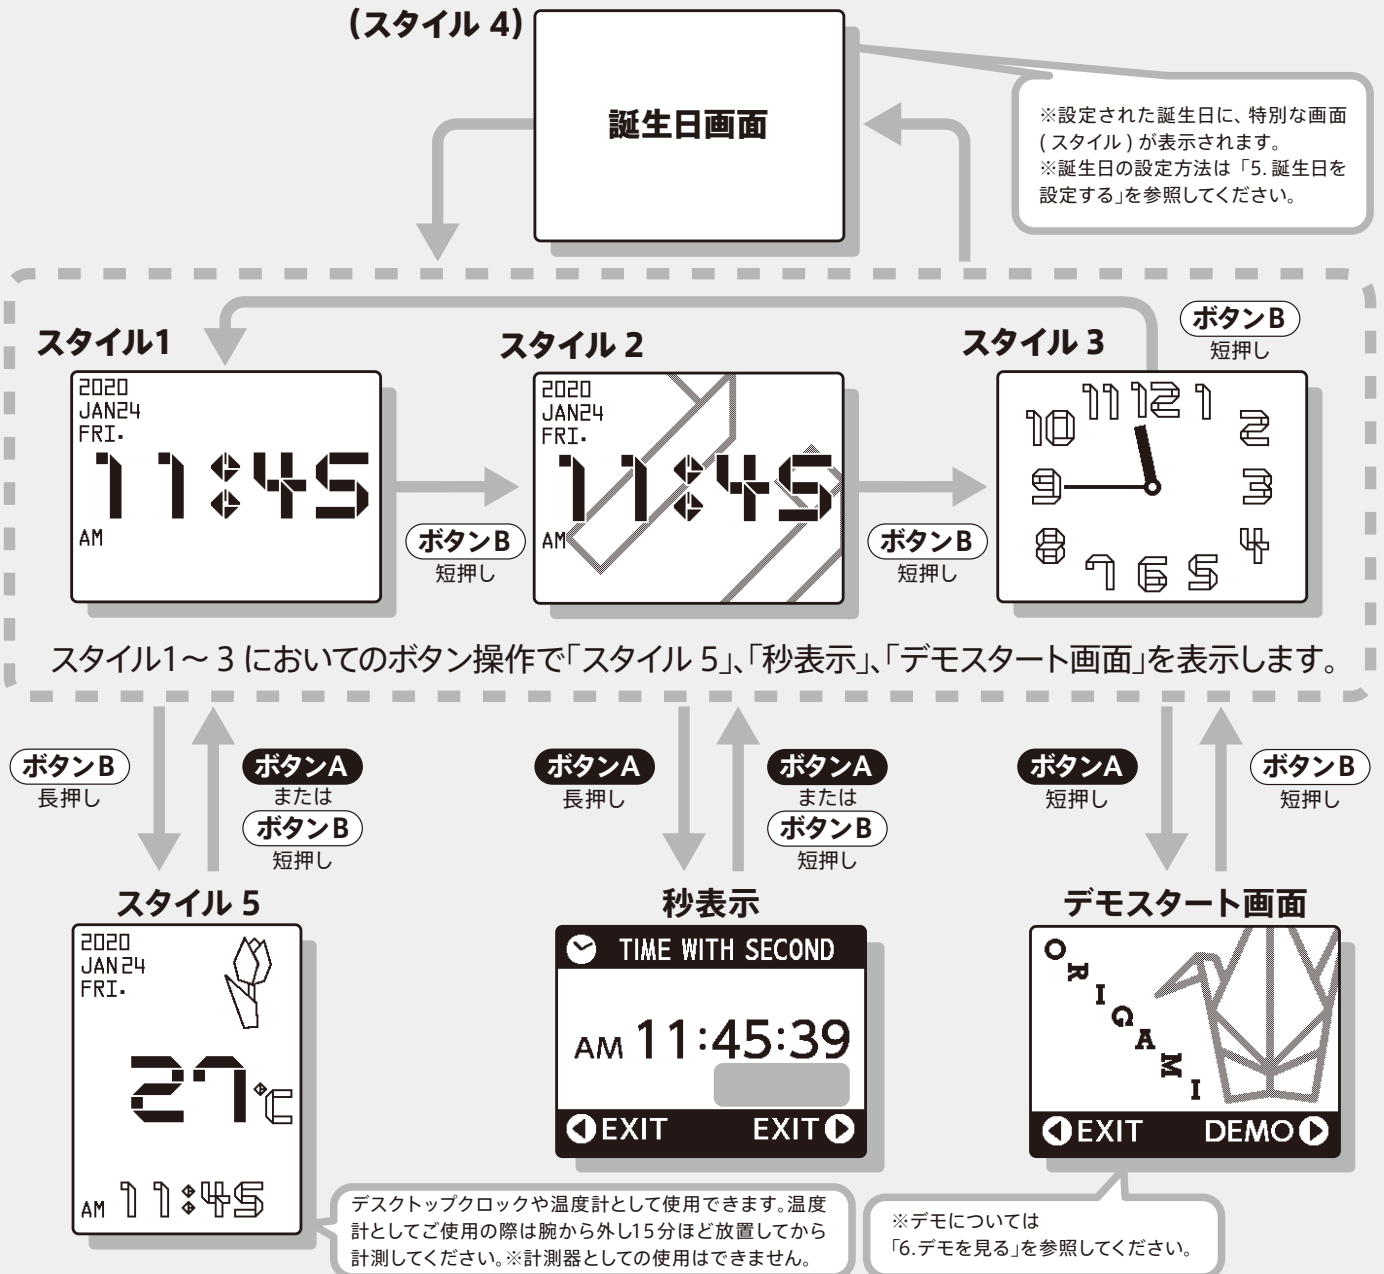 (スタイル 4)
誕生日画面
※設定された誕生日に、特別な画面
(スタイル)が表示されます。
※誕生日の設定方法は「5.誕生日を
設定する」を参照してください。
スタイル1
スタイル 2
スタイル 3
ボタンB
短押し
2020
JAN24
FRI.
11:45
AM
ボタンB
短押し
2020
JAN24
FRI.
11:45
AM
ボタンB
短押し
11 12 1
10 2
9 3
8 4
7 6 5
スタイル1～3 においてのボタン操作で「スタイル 5」、「秒表示」、「デモスタート画面」を表示します。
ボタンB
長押し
ボタンA
または
ボタンB
短押し
ボタンA
長押し
ボタンA
または
ボタンB
短押し
ボタンA
短押し
ボタンB
短押し
スタイル 5
2020
JAN 24
FRI.
27℃
AM 11:45
秒表示
TIME WITH SECOND
AM 11:45:39
EXIT EXIT
デモスタート画面
ORIGAMI
EXIT DEMO
デスクトップクロックや温度計として使用できます。温度
計としてご使用の際は腕から外し15分ほど放置してから
計測してください。※計測器としての使用はできません。
※デモについては
「6.デモを見る」を参照してください。